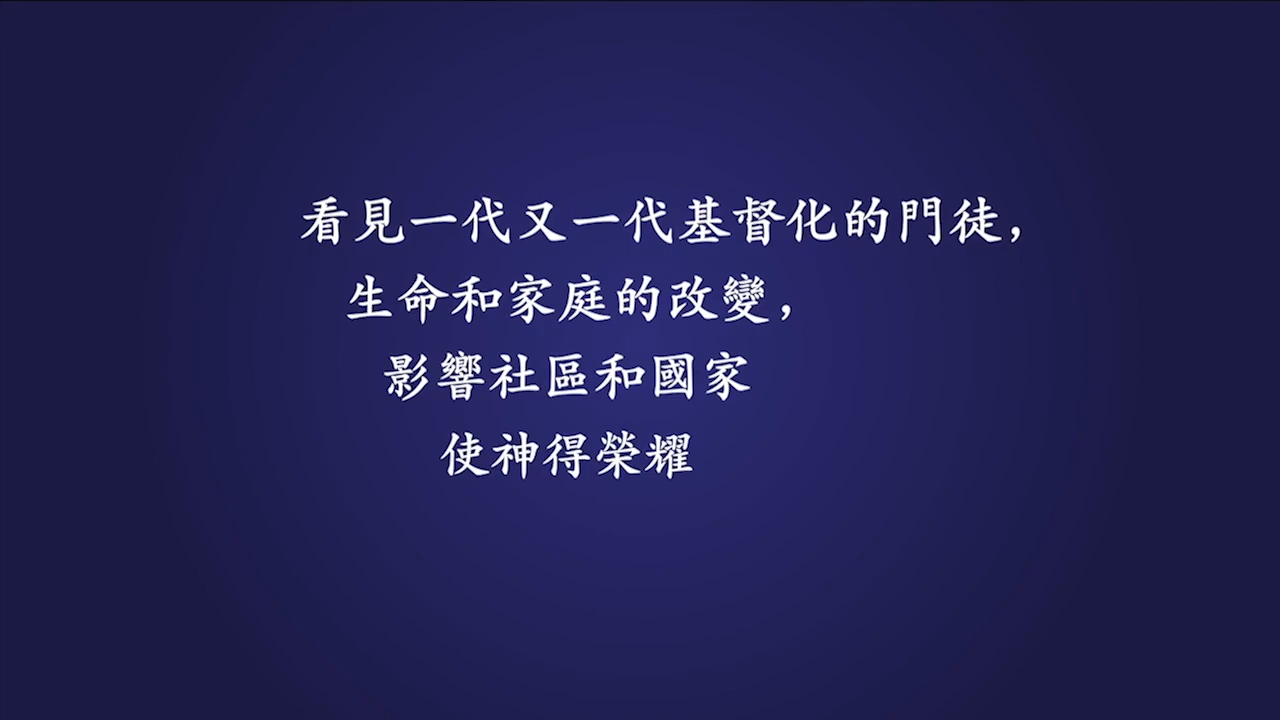 看見一代又一代基督化的門徒，
生命和家庭的改變，
影響社區和國家
使神得榮耀